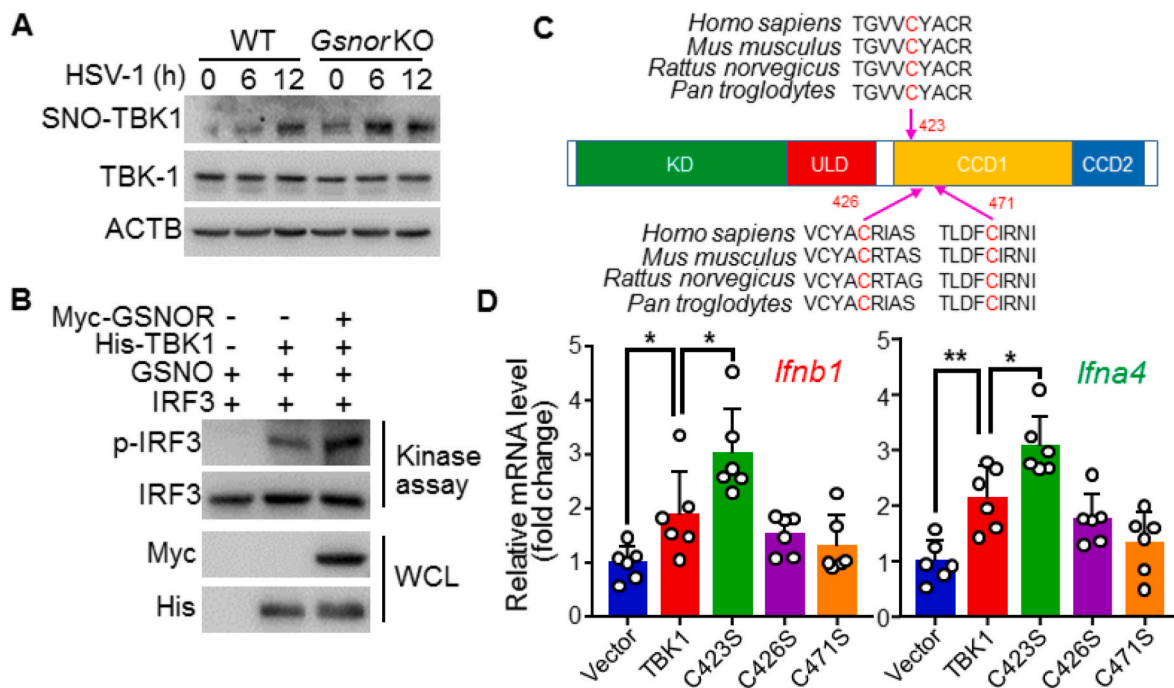 A
WT Gsnor KO
HSV-1 (h) 0 6 12 0 6 12
SNO-TBK1
TBK-1
ACTB
B
Myc-GSNOR - - +
His-TBK1 - + +
GSNO + + +
IRF3 + + +
p-IRF3
IRF3
Kinase assay
Myc
His
WCL
C
Homo sapiens TGVVCYACR
Mus musculus TGVVCYACR
Rattus norvegicus TGVVCYACR
Pan troglodytes TGVVCYACR
423
KD ULD CCD1 CCD2
426 471
Homo sapiens VCYACRIAS TLDFCIRNI
Mus musculus VCYACRTAS TLDFCIRNI
Rattus norvegicus VCYACRTAG TLDFCIRNI
Pan troglodytes VCYACRIAS TLDFCIRNI
D
Relative mRNA level
(fold change)
5
4
3
2
1
0
* *
Ifnb1
Vector TBK1 C423S C426S C471S
5
4
3
2
1
0
** *
Ifna4
Vector TBK1 C423S C426S C471S